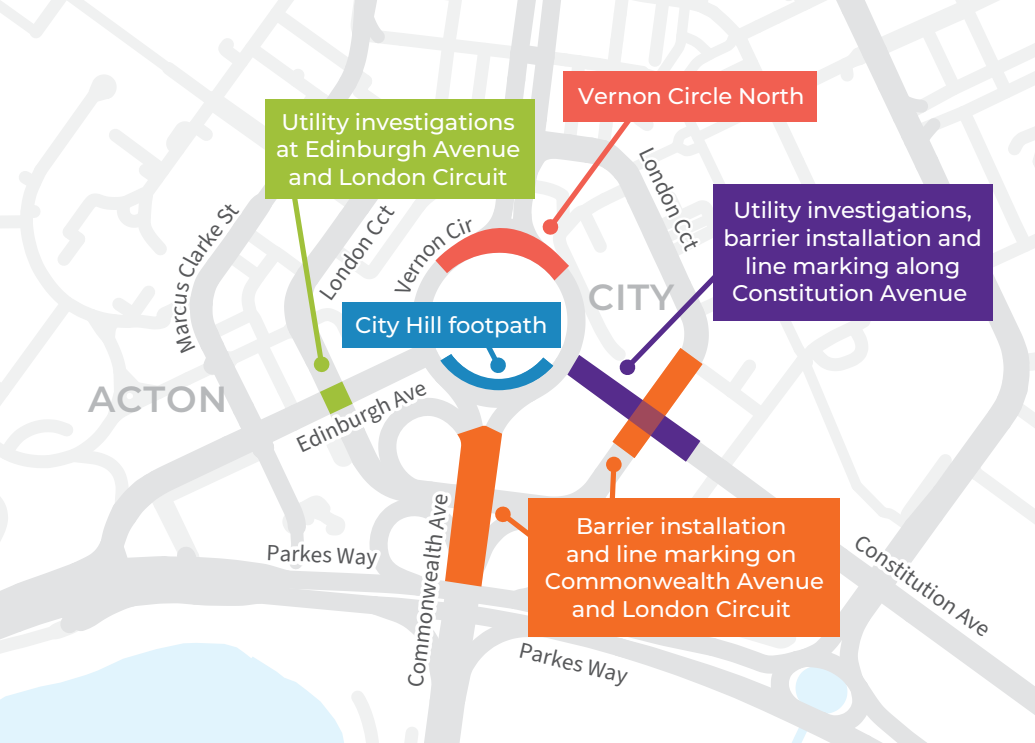 Vernon Circle North
Utility investigations
at Edinburgh Avenue
and London Circuit
London Cct
Utility investigations,
barrier installation and
line marking along
Constitution Avenue
Marcus Clarke St
London Cct
Vernon Cir
CITY
City Hill footpath
ACTON
Edinburgh Ave
Commonwealth Ave
Barrier installation
and line marking on
Commonwealth Avenue
and London Circuit
Parkes Way
Constitution Ave
Parkes Way